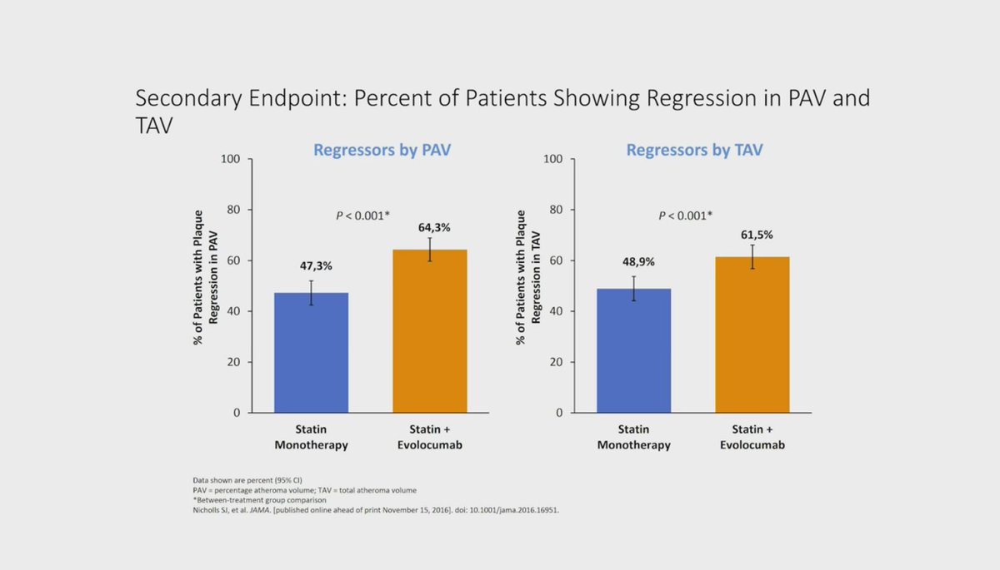 Secondary Endpoint: Percent of Patients Showing Regression in PAV and
TAV
Regressors by PAV
% of Patients with Plaque
Regression in PAV
100
80
60
40
20
0
P < 0.001*
47,3%
64,3%
Statin
Monotherapy
Statin +
Evolocumab
Regressors by TAV
% of Patients with Plaque
Regression in TAV
100
80
60
40
20
0
P < 0.001*
48,9%
61,5%
Statin
Monotherapy
Statin +
Evolocumab
Data shown are percent (95% CI)
PAV = percentage atheroma volume; TAV = total atheroma volume
*Between-treatment group comparison
Nicholls SJ, et al. JAMA. [published online ahead of print November 15, 2016]. doi: 10.1001/jama.2016.16951.